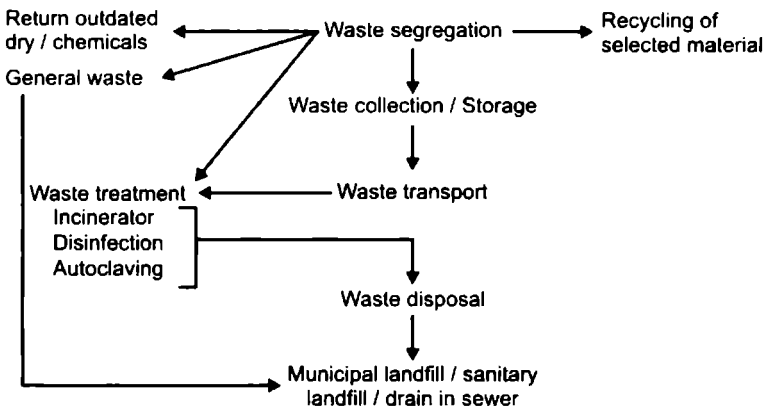 Return outdated
dry / chemicals
Waste segregation
Recycling of
selected material
General waste
Waste collection / Storage
Waste treatment
Waste transport
Incinerator
Disinfection
Autoclaving
Waste disposal
Municipal landfill / sanitary
landfill / drain in sewer